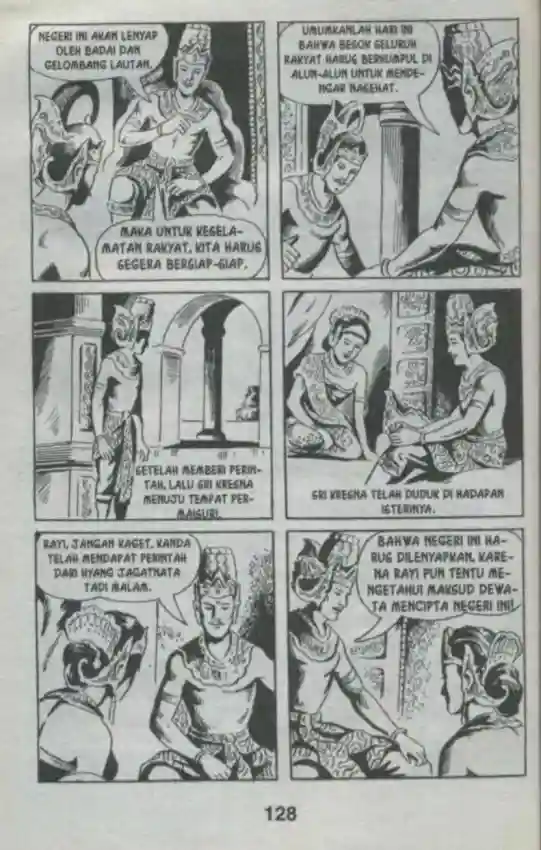 NEGERI INI AKAN LENYAP
OLEH BADAI DAN
GELOMBANG LAUTAN.
MAKA UNTUK KESELA-
MATAN RAKYAT, KITA HARUS
SEGERA BERSIAP-SIAP.
UMUMKANLAH HARI INI
BAHWA BESOK SELURUH
RAKYAT HARUS BERKUMPUL DI
ALUN-ALUN UNTUK MENDE-
NGAR NASEHAT.
SETELAH MEMBERI PERIN-
TAH, LALU SRI KRESNA
MENUJU TEMPAT PER-
MAISURI.
SRI KRESNA TELAH DUDUK DI HADAPAN
ISTERINYA.
RAYI, JANGAN KAGET. KANDA
TELAH MENDAPAT PERINTAH
DARI HYANG JAGATNATA
TADI MALAM.
BAHWA NEGERI INI HA-
RUS DILENYAPKAN. KARE-
NA RAYI PUN TENTU ME-
NGETAHUI MAKSUD DEWA-
TA MENCIPTA NEGERI INI!
128